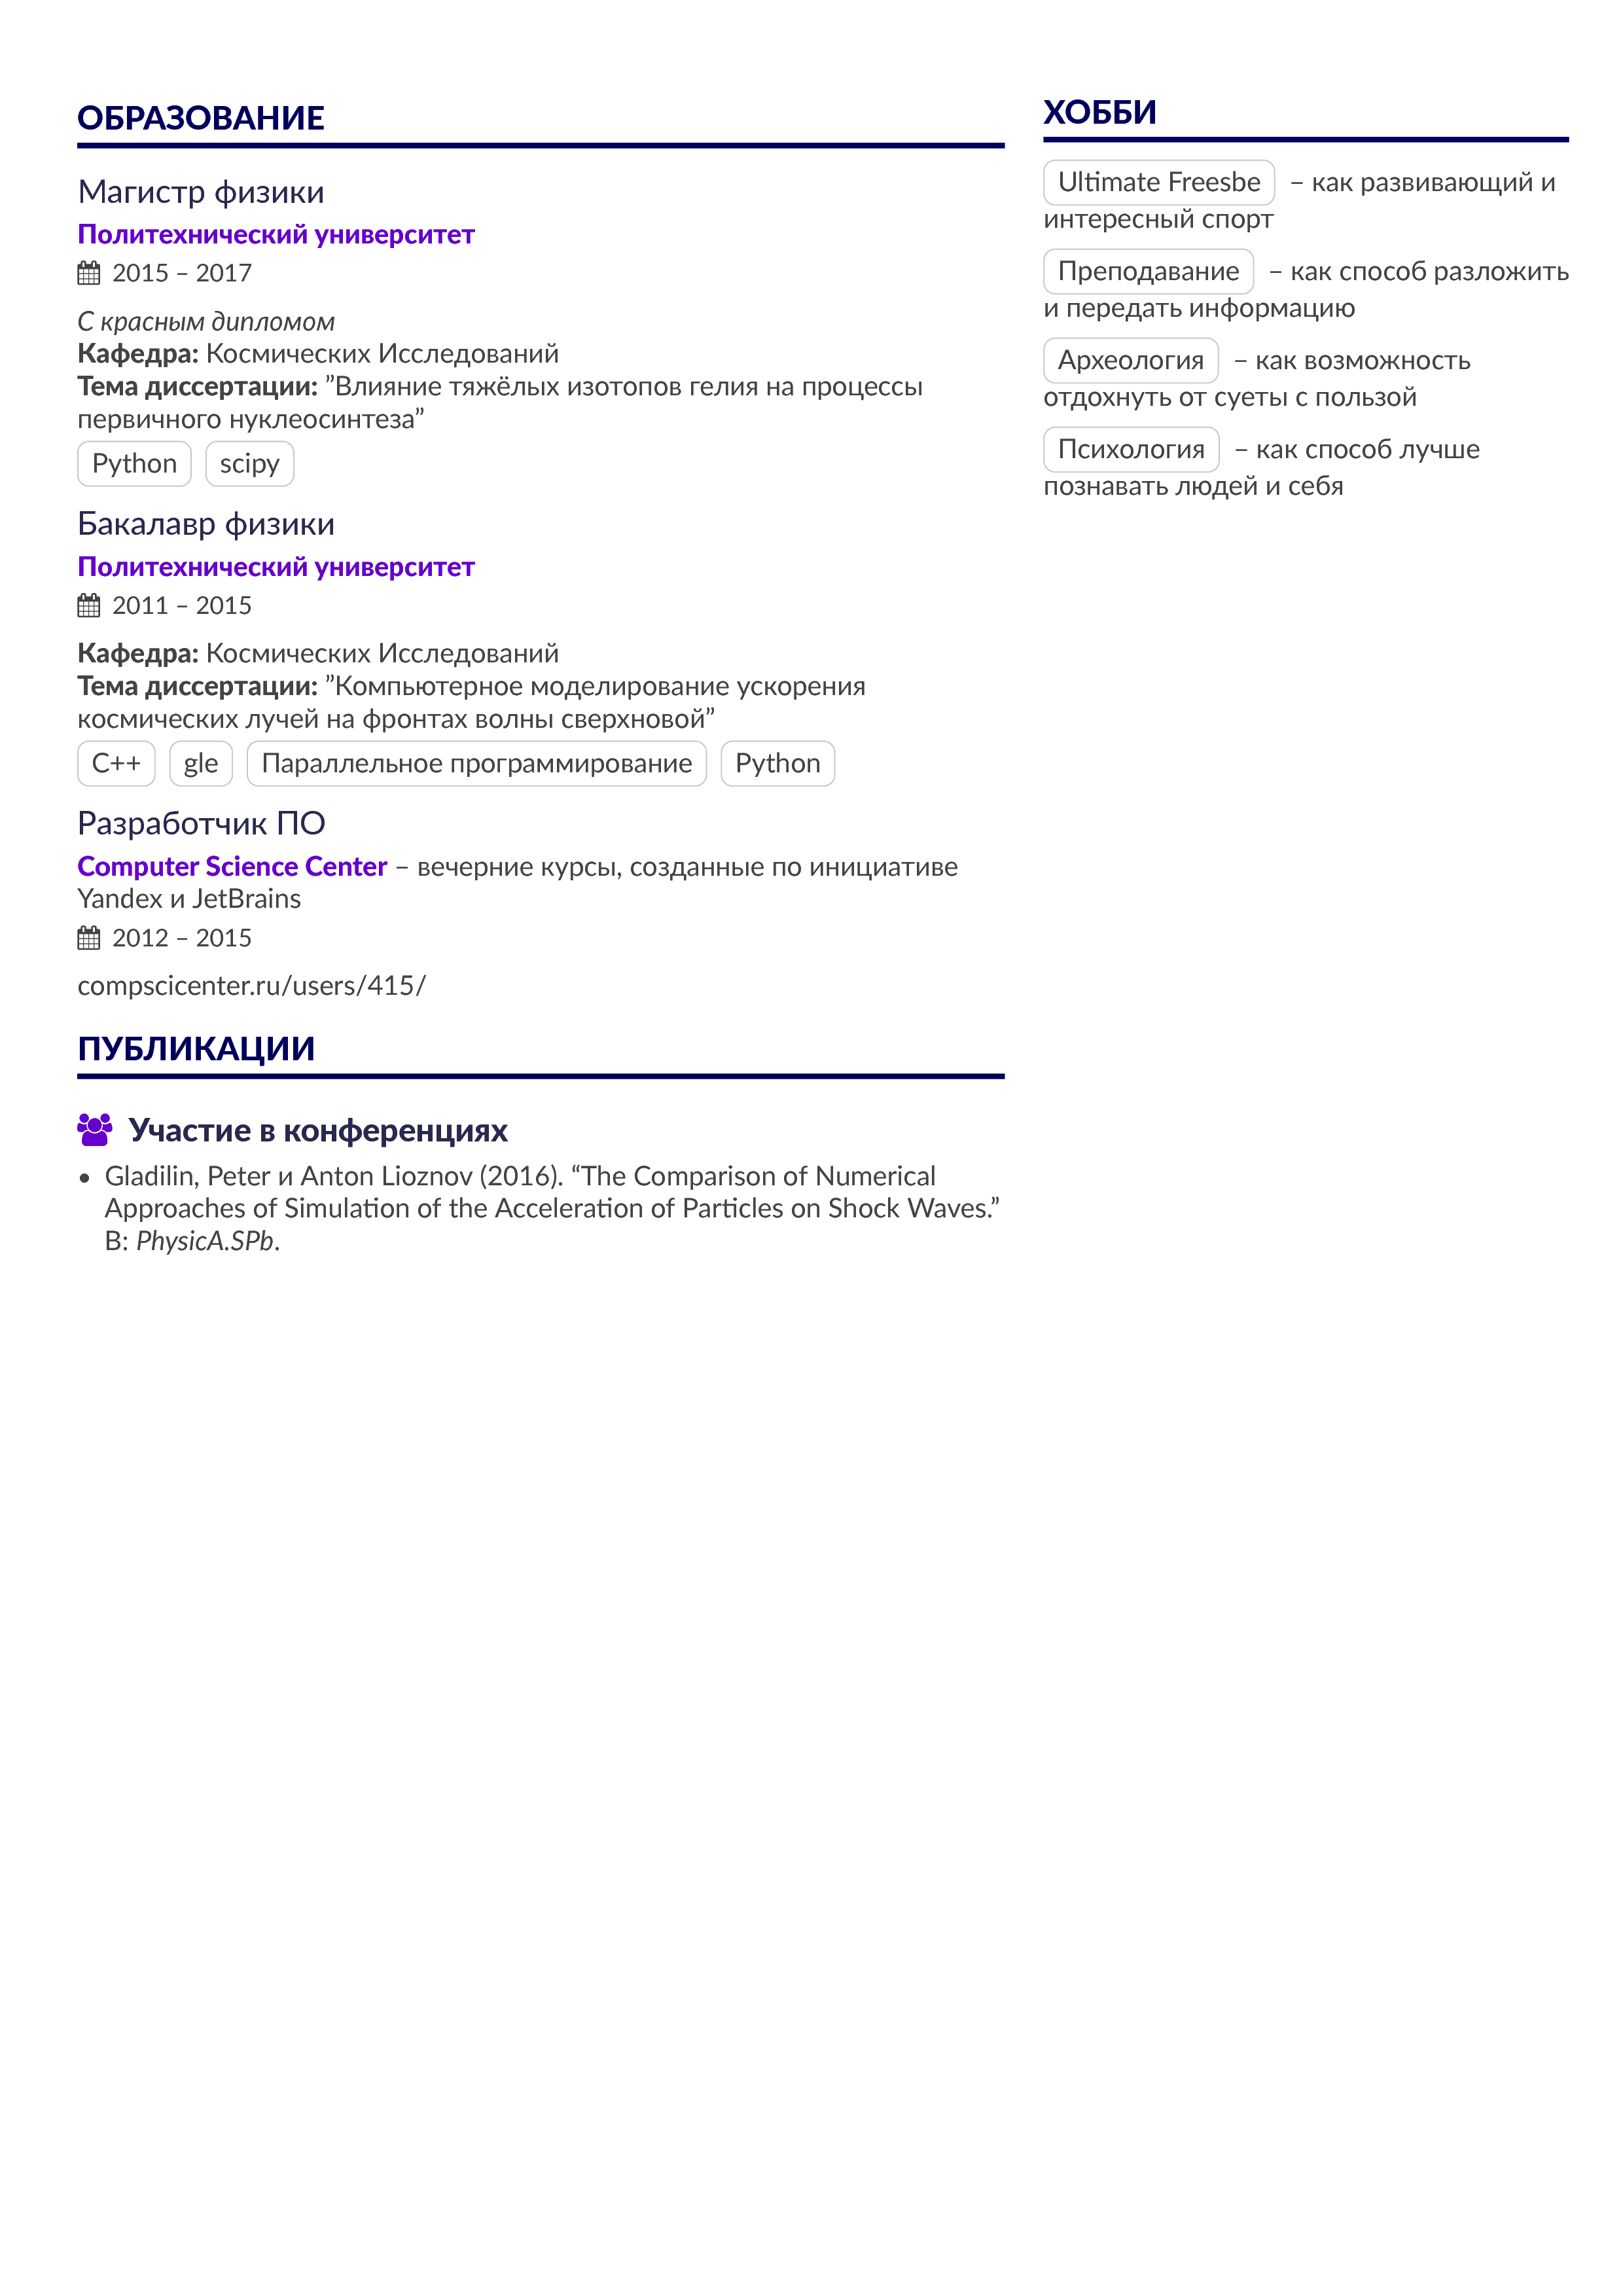 ОБРАЗОВАНИЕ
Магистр физики
Политехнический университет
2015 – 2017
С красным дипломом
Кафедра: Космических Исследований
Тема диссертации: ”Влияние тяжёлых изотопов гелия на процессы
первичного нуклеосинтеза”
Python scipy
Бакалавр физики
Политехнический университет
2011 – 2015
Кафедра: Космических Исследований
Тема диссертации: ”Компьютерное моделирование ускорения
космических лучей на фронтах волны сверхновой”
C++ gle Параллельное программирование Python
Разработчик ПО
Computer Science Center – вечерние курсы, созданные по инициативе
Yandex и JetBrains
2012 – 2015
compscicenter.ru/users/415/
ПУБЛИКАЦИИ
Участие в конференциях
• Gladilin, Peter и Anton Lioznov (2016). “The Comparison of Numerical
Approaches of Simulation of the Acceleration of Particles on Shock Waves.”
В: PhysicA.SPb.
ХОББИ
Ultimate Freesbe – как развивающий и
интересный спорт
Преподавание – как способ разложить
и передать информацию
Археология – как возможность
отдохнуть от суеты с пользой
Психология – как способ лучше
познавать людей и себя